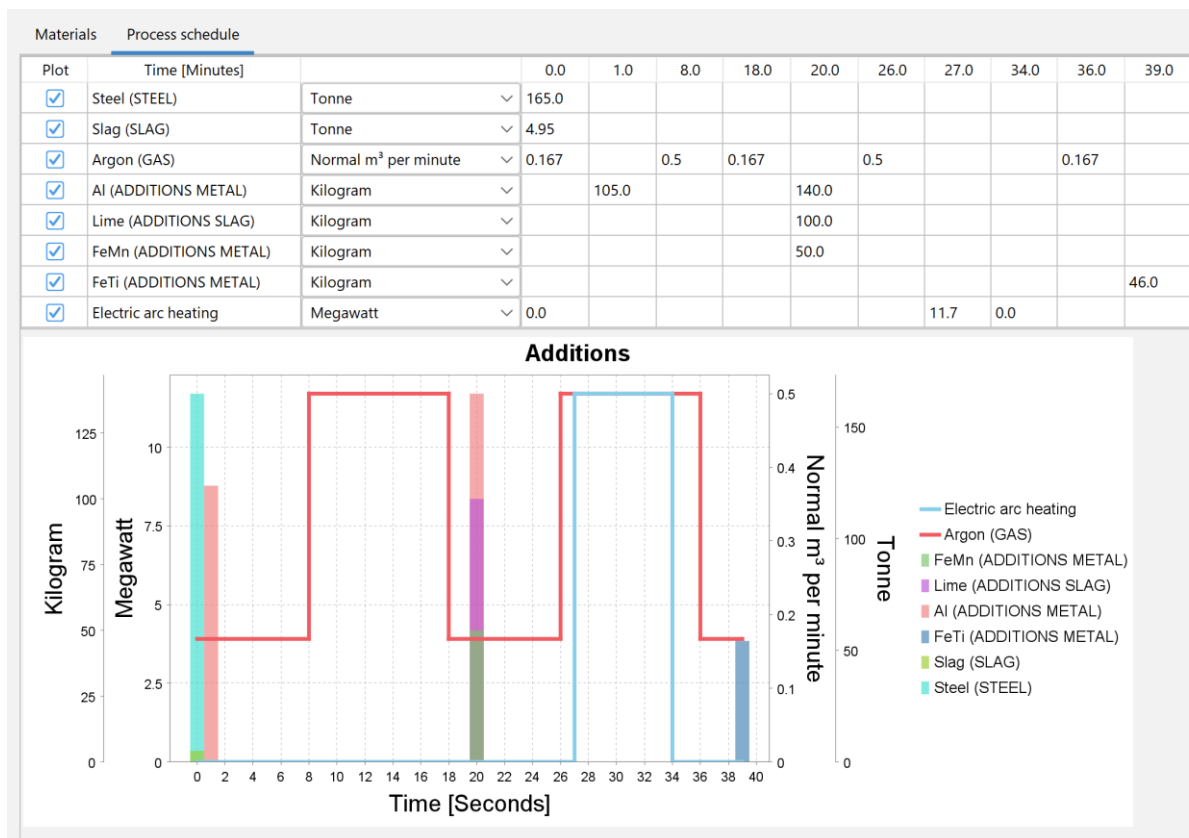 Materials Process schedule
Plot Time [Minutes] 0.0 1.0 8.0 18.0 20.0 26.0 27.0 34.0 36.0 39.0
Steel (STEEL) Tonne 165.0
Slag (SLAG) Tonne 4.95
Argon (GAS) Normal m³ per minute 0.167 0.5 0.167 0.5 0.167
Al (ADDITIONS METAL) Kilogram 105.0 140.0
Lime (ADDITIONS SLAG) Kilogram 100.0
FeMn (ADDITIONS METAL) Kilogram 50.0
FeTi (ADDITIONS METAL) Kilogram 46.0
Electric arc heating Megawatt 0.0 11.7 0.0
Additions
Kilogram
125
100
75
50
25
0
Megawatt
10
7.5
5
2.5
0
0.5
0.4
0.3
0.2
0.1
0
Normal m³ per minute
150
100
50
0
Tonne
0 2 4 6 8 10 12 14 16 18 20 22 24 26 28 30 32 34 36 38 40
Time [Seconds]
Electric arc heating
Argon (GAS)
FeMn (ADDITIONS METAL)
Lime (ADDITIONS SLAG)
Al (ADDITIONS METAL)
FeTi (ADDITIONS METAL)
Slag (SLAG)
Steel (STEEL)